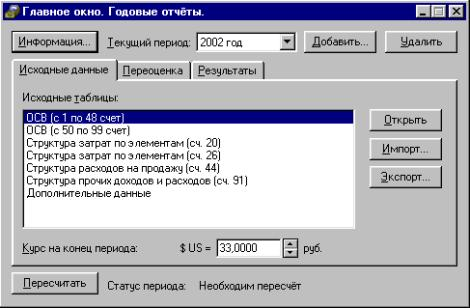 Главное окно. Годовые отчёты.
Информация... Текущий период: 2002 год Добавить... Удалить
Исходные данные Переоценка Результаты
Исходные таблицы:
ОСВ (с 1 по 48 счет)
ОСВ (с 50 по 99 счет)
Структура затрат по элементам (сч. 20)
Структура затрат по элементам (сч. 26)
Структура расходов на продажу (сч. 44)
Структура прочих доходов и расходов (сч. 91)
Дополнительные данные
Открыть
Импорт...
Экспорт...
Курс на конец периода: $ US = 33,0000 руб.
Пересчитать Статус периода: Необходим пересчёт